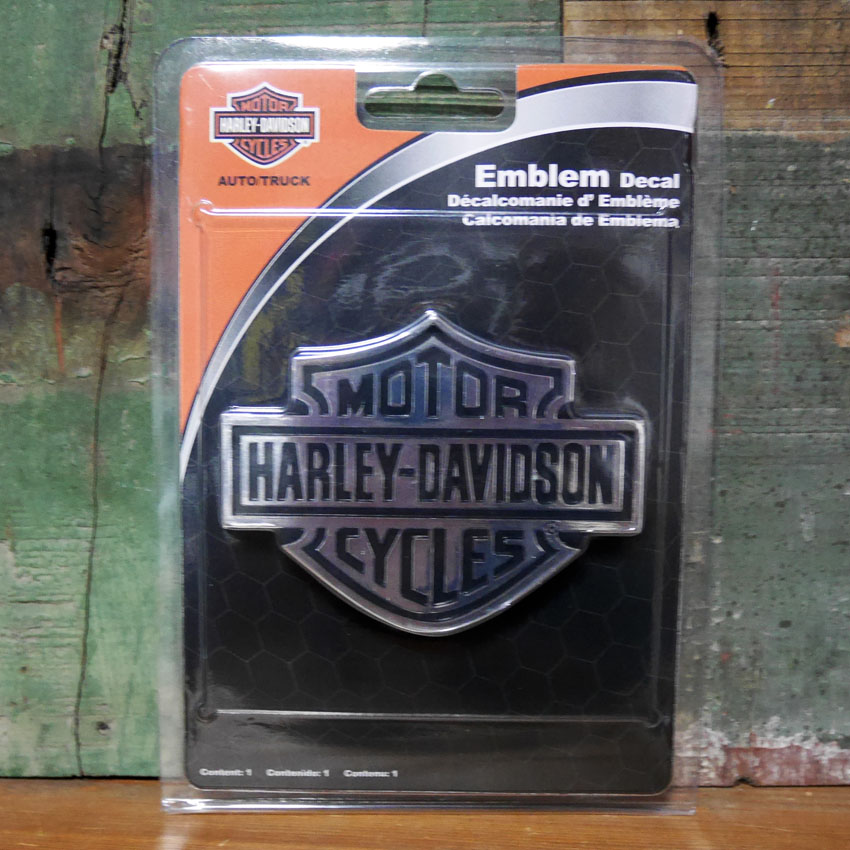 MOTOR
HARLEY-DAVIDSON
CYCLES
AUTO/TRUCK
Emblem Decal
Décalcomanie d' Emblème
Calcomania de Emblema
MOTOR
HARLEY-DAVIDSON
CYCLES
®
Content: 1 Contenido: 1 Contenu: 1